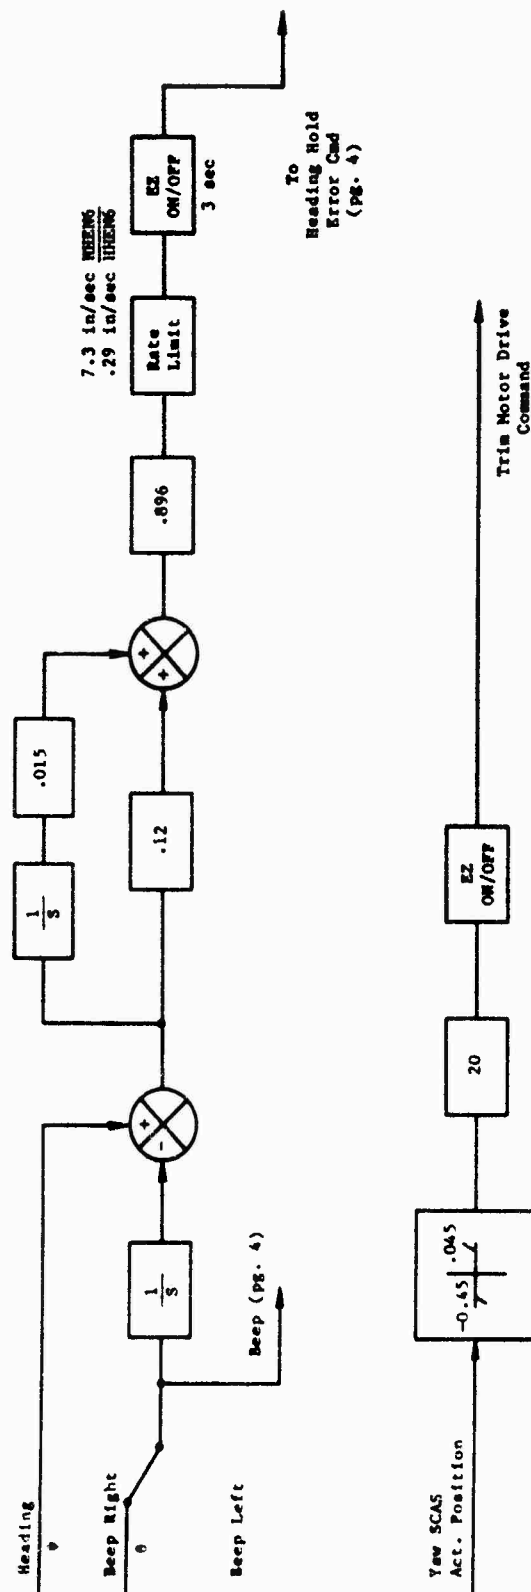 Heading
ψ
Beep Right
θ
Beep Left
1
S
Beep (pg. 4)
+
-
1
S
.015
.12
+
+
.896
7.3 in/sec
.29 in/sec
Rate
Limit
EZ
ON/OFF
3 sec
To
Heading Hold
Error Cmd
(pg. 4)
Yaw SCAS
Act. Position
-0.45
.045
20
EZ
ON/OFF
Trim Motor Drive
Command